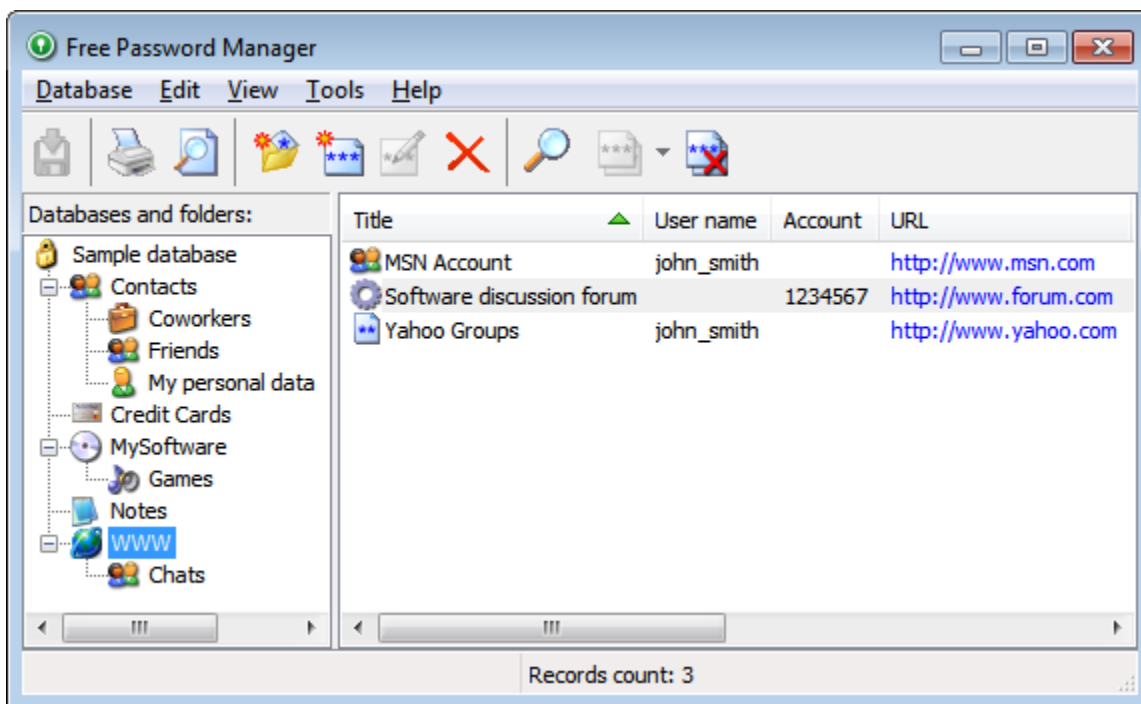 Free Password Manager
Database Edit View Tools Help
Databases and folders:
Sample database
Contacts
Coworkers
Friends
My personal data
Credit Cards
MySoftware
Games
Notes
WWW
Chats
Title User name Account URL
MSN Account john_smith http://www.msn.com
Software discussion forum 1234567 http://www.forum.com
Yahoo Groups john_smith http://www.yahoo.com
Records count: 3